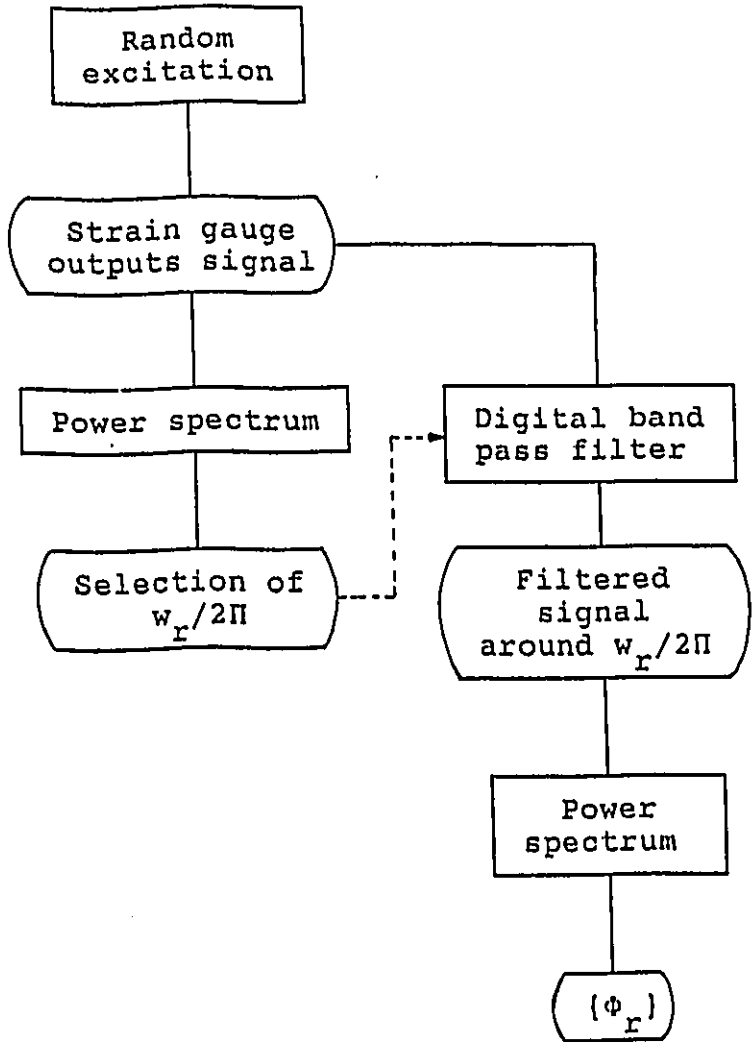 Random
excitation
Strain gauge
outputs signal
Power spectrum
Selection of
w_r/2Π
Digital band
pass filter
Filtered
signal
around w_r/2Π
Power
spectrum
{Φ_r}